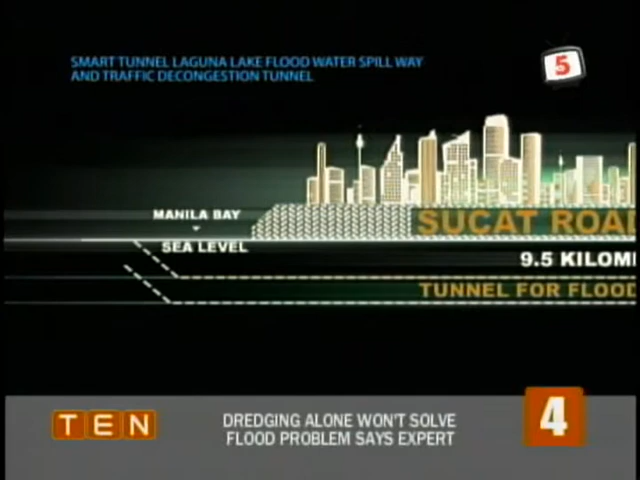 SMART TUNNEL LAGUNA LAKE FLOOD WATER SPILL WAY
AND TRAFFIC DECONGESTION TUNNEL
5
MANILA BAY
SUCAT ROA
SEA LEVEL
9.5 KILOM
TUNNEL FOR FLOOD
TEN
DREDGING ALONE WON'T SOLVE
FLOOD PROBLEM SAYS EXPERT
4